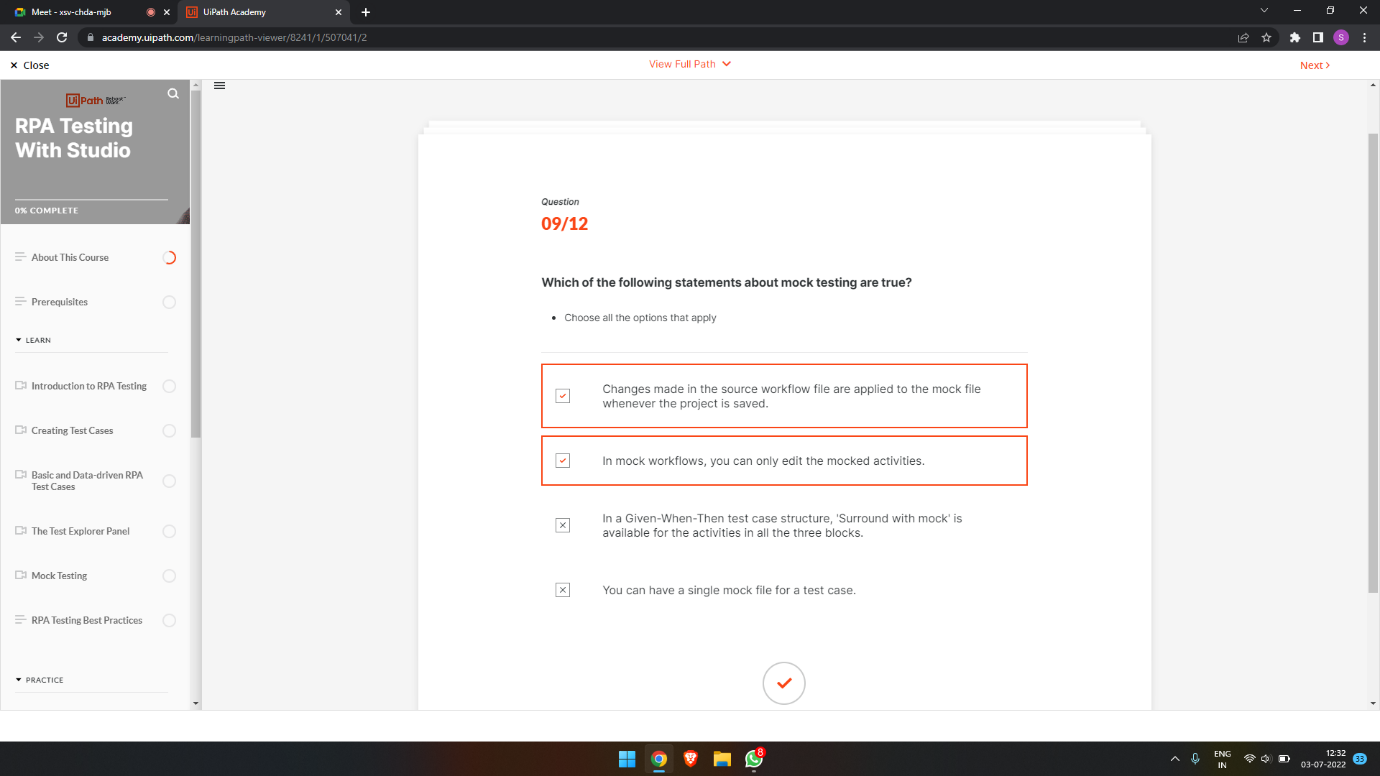 Meet - xsv-chda-mjb
UiPath Academy
academy.uipath.com/learningpath-viewer/8241/1/507041/2
S
Close
View Full Path
Next
UiPath
RPA Testing
With Studio
0% COMPLETE
About This Course
Prerequisites
LEARN
Introduction to RPA Testing
Creating Test Cases
Basic and Data-driven RPA
Test Cases
The Test Explorer Panel
Mock Testing
RPA Testing Best Practices
PRACTICE
Question
09/12
Which of the following statements about mock testing are true?
Choose all the options that apply
Changes made in the source workflow file are applied to the mock file
whenever the project is saved.
In mock workflows, you can only edit the mocked activities.
In a Given-When-Then test case structure, 'Surround with mock' is
available for the activities in all the three blocks.
You can have a single mock file for a test case.
8
ENG
IN
12:32
03-07-2022
33